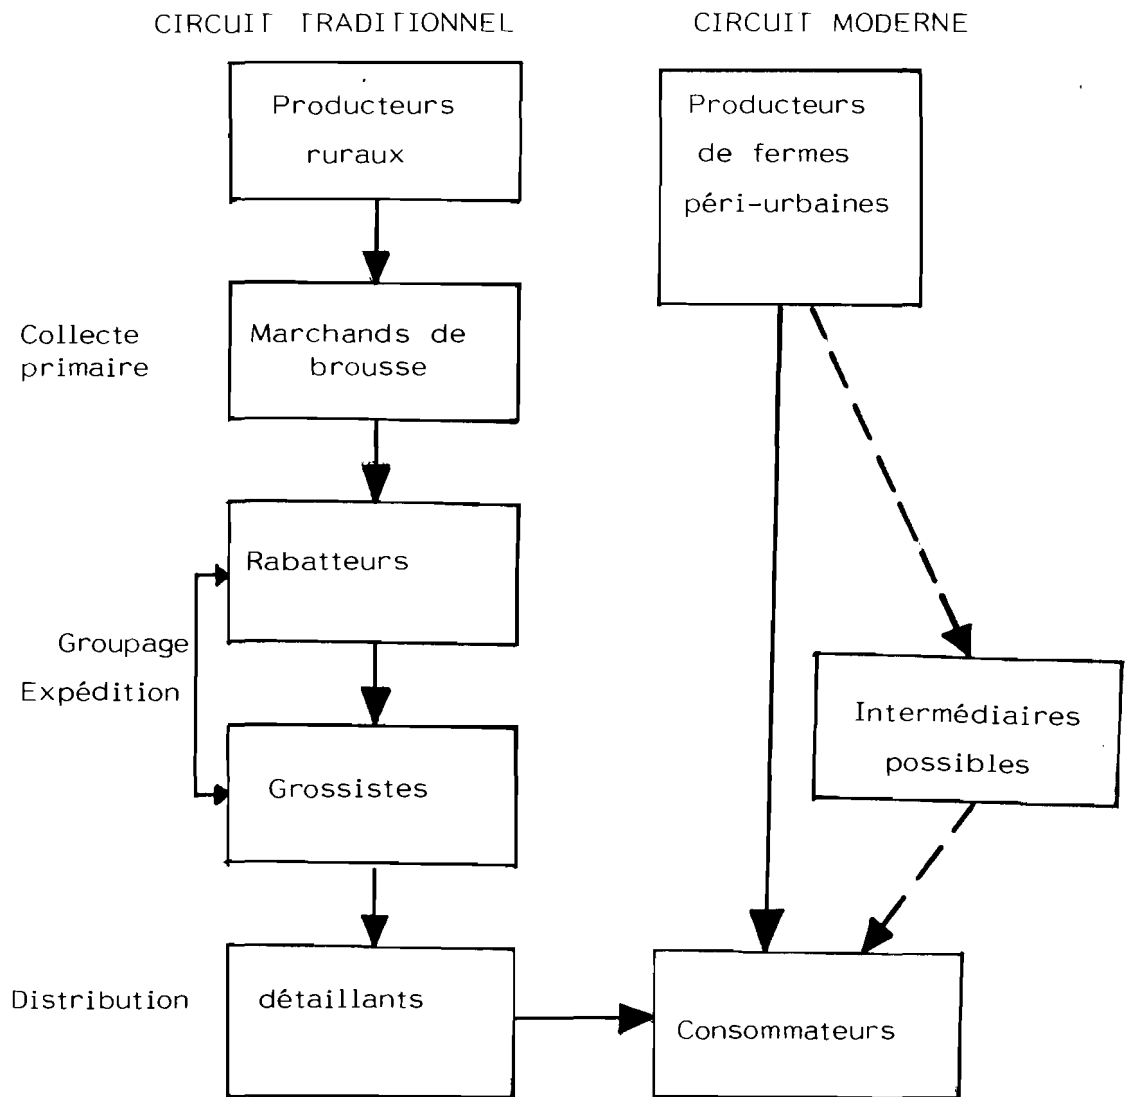 CIRCUIT TRADITIONNEL
CIRCUIT MODERNE
Producteurs
ruraux
Producteurs
de fermes
péri-urbaines
Collecte
primaire
Marchands de
brousse
Rabatteurs
Groupage
Expédition
Intermédiaires
possibles
Grossistes
Distribution
détaillants
Consommateurs